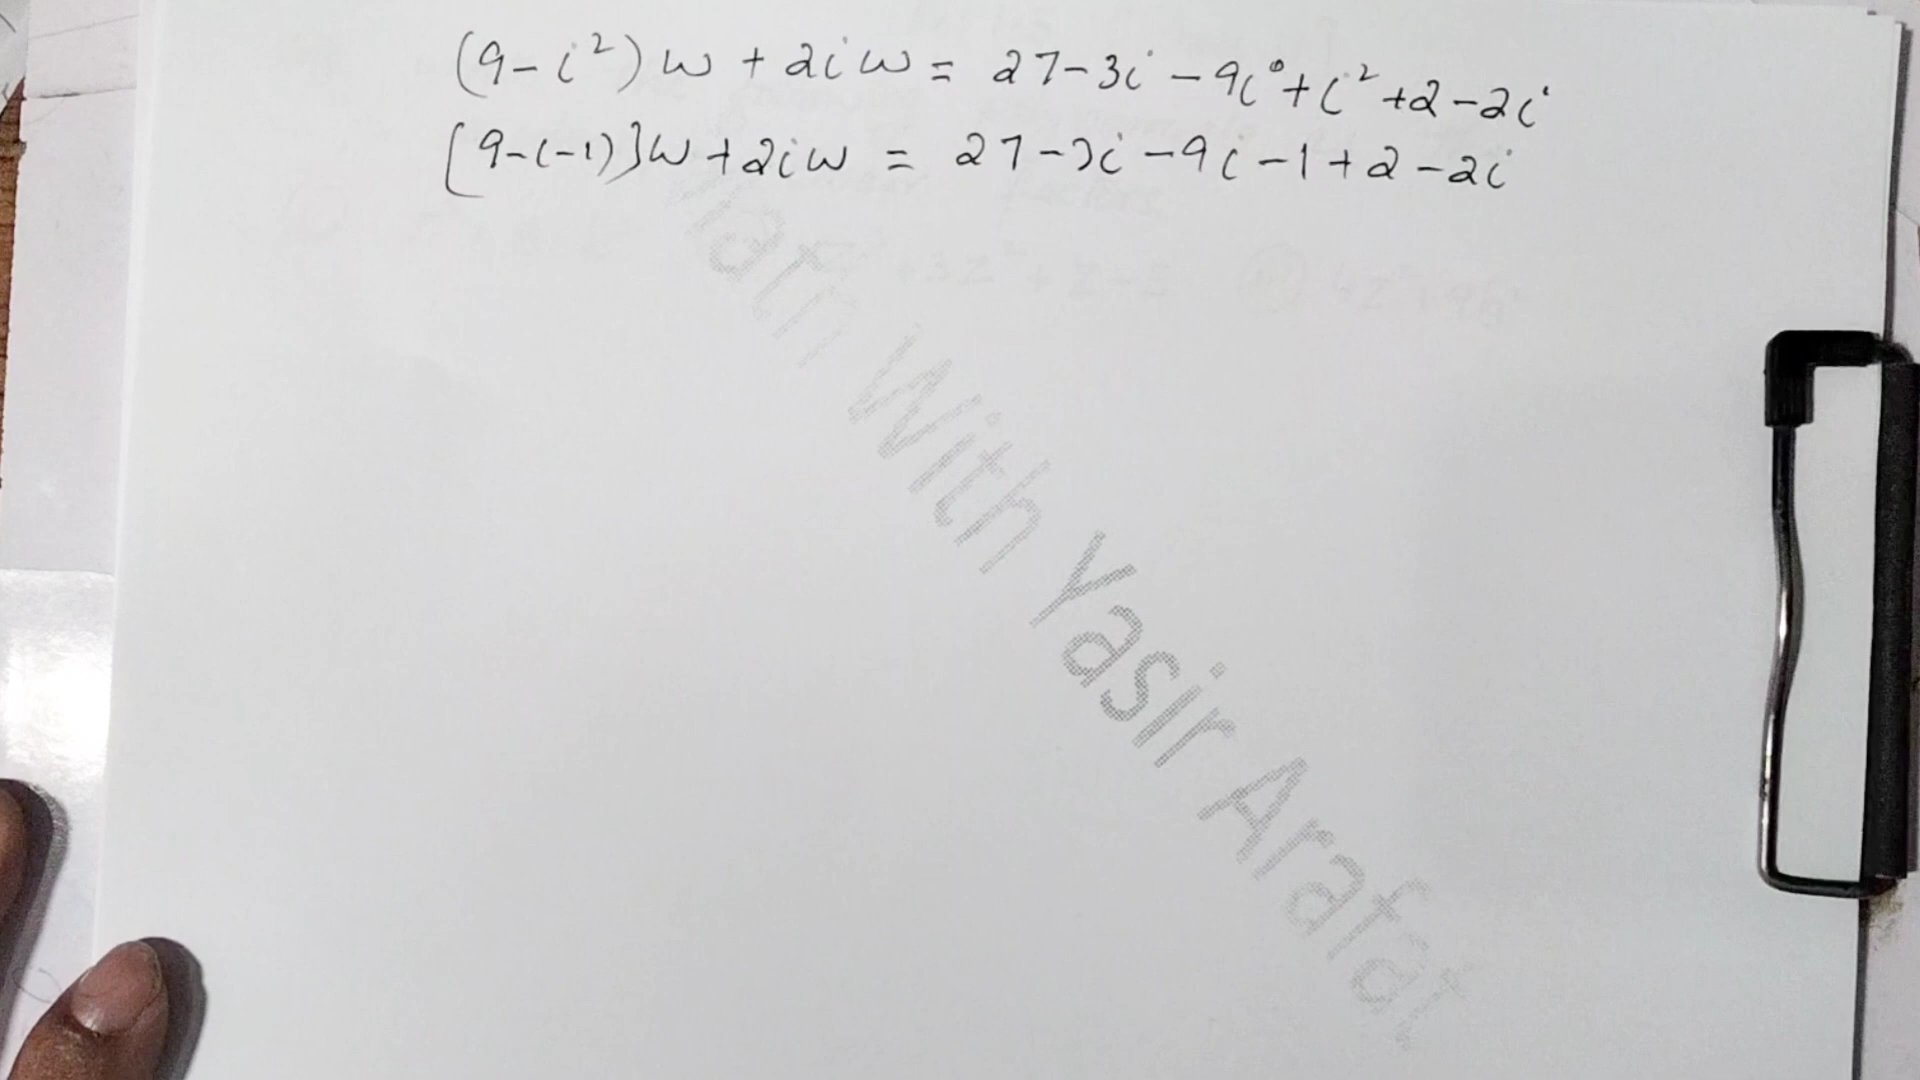 (9-i²)w + 2iw = 27-3i-9i+i²+2-2i
[9-(-1)]w+2iw = 27-3i-9i-1+2-2i
With Yasir Arafat